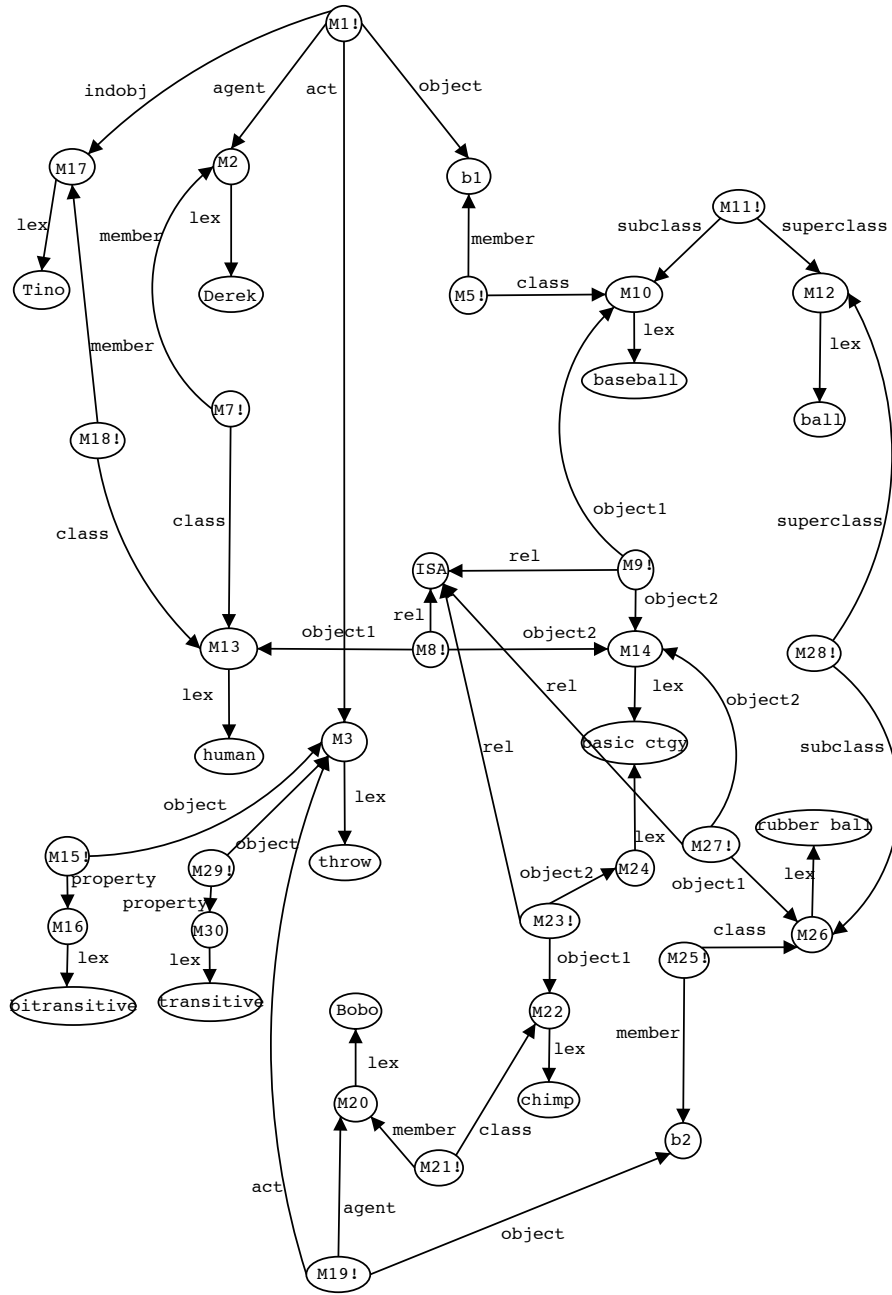 M1!
indobj
agent
act
object
M17
M2
b1
M11!
lex
member
lex
member
subclass
superclass
Tino
Derek
M5!
class
M10
M12
member
lex
lex
baseball
M7!
ball
M18!
class
class
object1
superclass
ISA
rel
M9!
rel
object2
M13
object1
M8!
object2
M14
M28!
lex
rel
lex
object2
human
M3
rel
basic ctgy
subclass
object
lex
rubber ball
M15!
object
throw
lex
M27!
property
M29!
object2
M24
object1
lex
property
M16
M30
M23!
class
M26
lex
lex
object1
M25!
bitransitive
transitive
Bobo
M22
member
lex
lex
chimp
M20
member
class
b2
M21!
act
agent
object
M19!